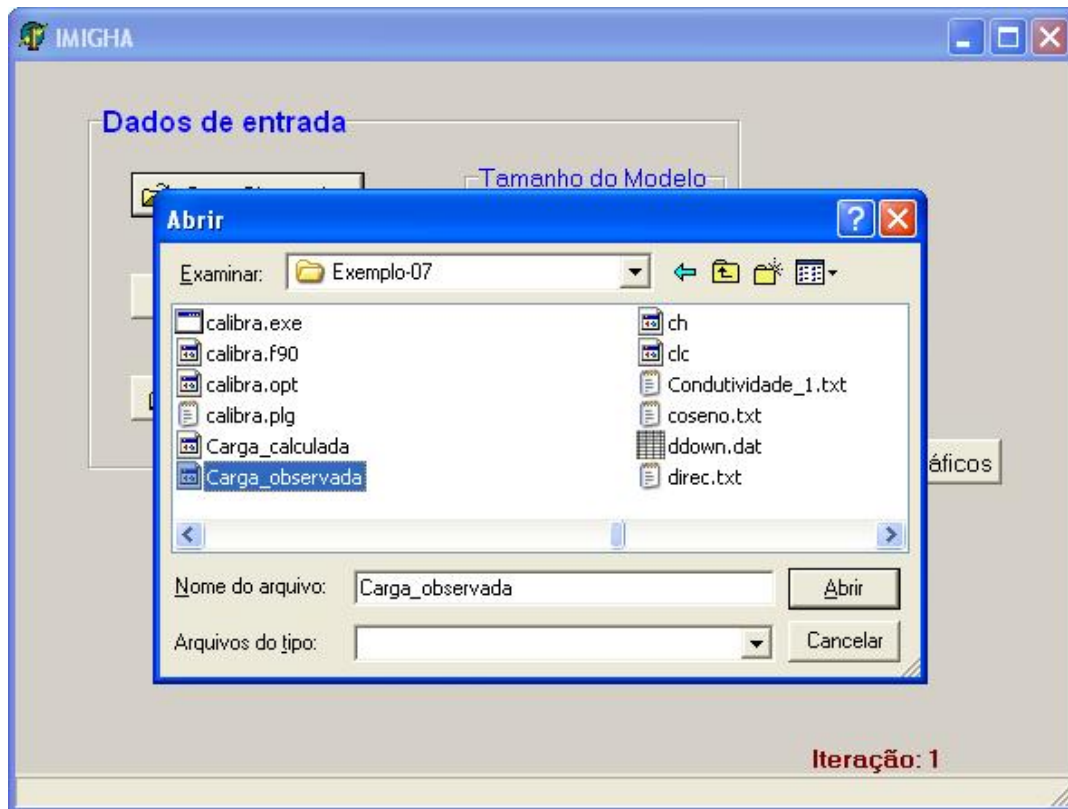 IMIGHA
Dados de entrada
Tamanho do Modelo
Abrir
Examinar: Exemplo-07
calibra.exe
calibra.f90
calibra.opt
calibra.plg
Carga_calculada
Carga_observada
ch
clc
Condutividade_1.txt
coseno.txt
ddown.dat
direc.txt
áficos
Nome do arquivo: Carga_observada Abrir
Arquivos do tipo: Cancelar
Iteração: 1